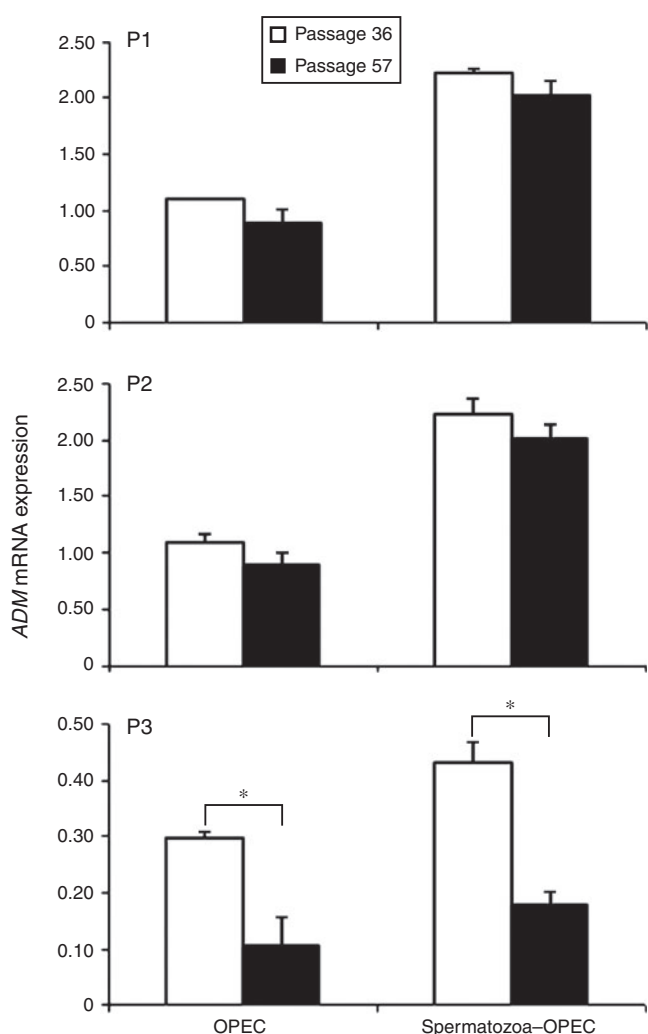 Passage 36
Passage 57
P1
2.50
2.00
1.50
1.00
0.50
0
P2
2.50
2.00
1.50
1.00
0.50
0
ADM mRNA expression
P3
0.50
0.40
0.30
0.20
0.10
0
*
*
OPEC
Spermatozoa–OPEC